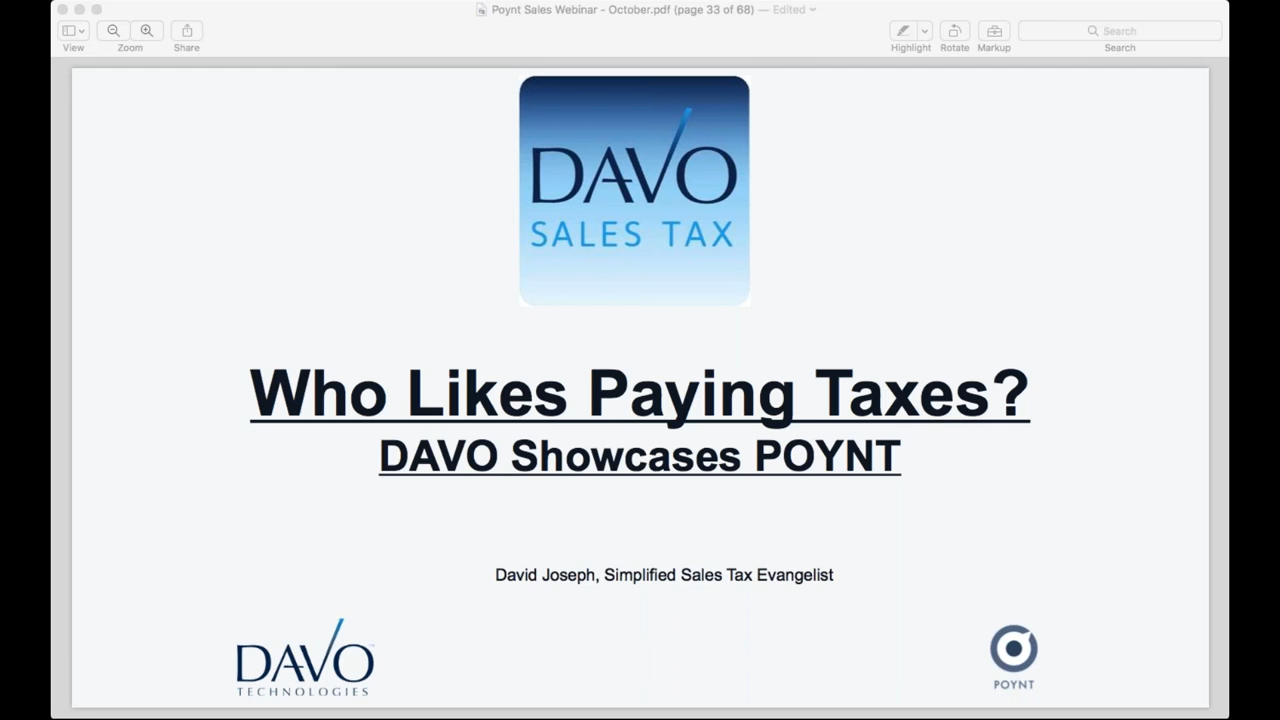 Poynt Sales Webinar - October.pdf (page 33 of 68) — Edited
View
Zoom
Share
Highlight
Rotate
Markup
Search
Search
DAVO
SALES TAX
Who Likes Paying Taxes?
DAVO Showcases POYNT
David Joseph, Simplified Sales Tax Evangelist
DAVO
TECHNOLOGIES
POYNT